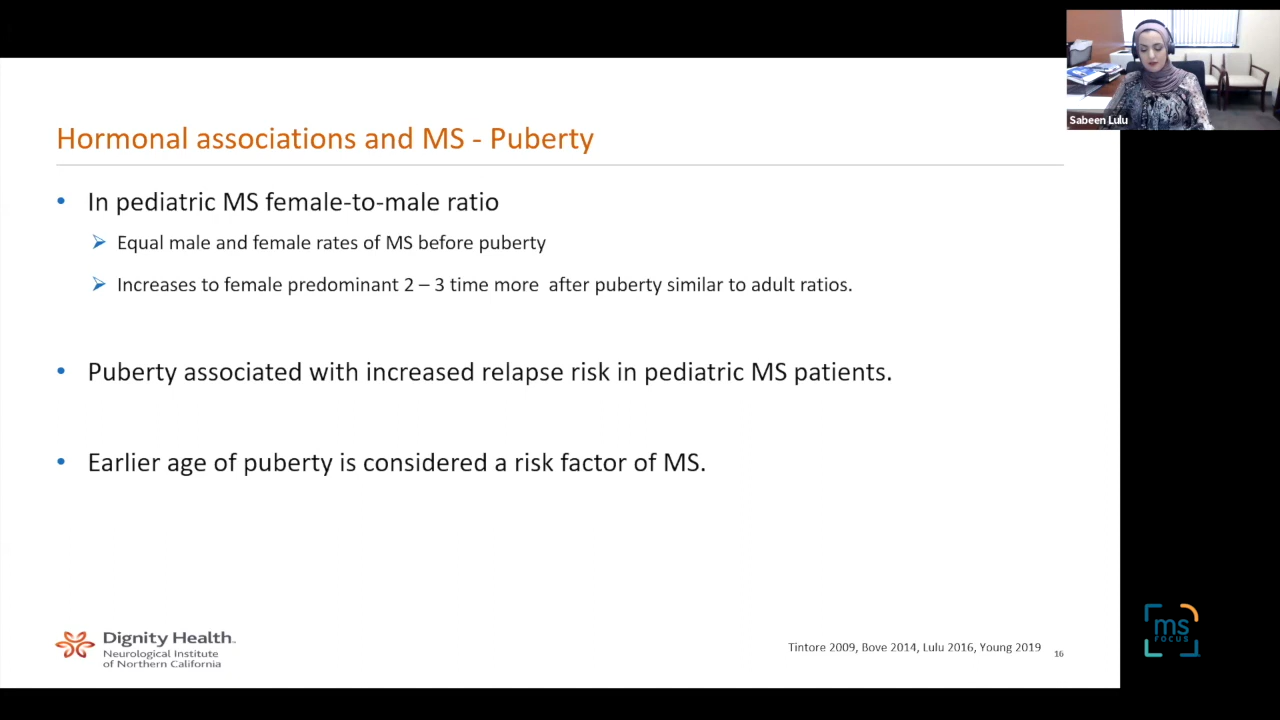 Sabeen Lulu
Hormonal associations and MS - Puberty
• In pediatric MS female-to-male ratio
➢ Equal male and female rates of MS before puberty
➢ Increases to female predominant 2 – 3 time more  after puberty similar to adult ratios.
• Puberty associated with increased relapse risk in pediatric MS patients.
• Earlier age of puberty is considered a risk factor of MS.
Dignity Health™
Neurological Institute
of Northern California
Tintore 2009, Bove 2014, Lulu 2016, Young 2019
16
ms
FOCUS